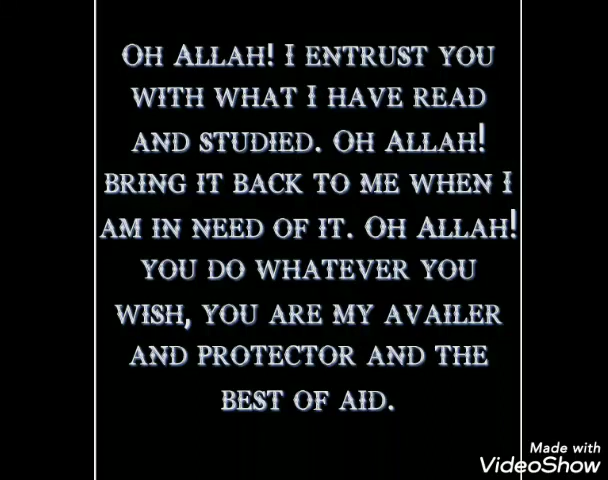 Oh Allah! I entrust you
with what I have read
and studied. Oh Allah!
bring it back to me when I
am in need of it. Oh Allah!
you do whatever you
wish, you are my availer
and protector and the
best of aid.
Made with
VideoShow